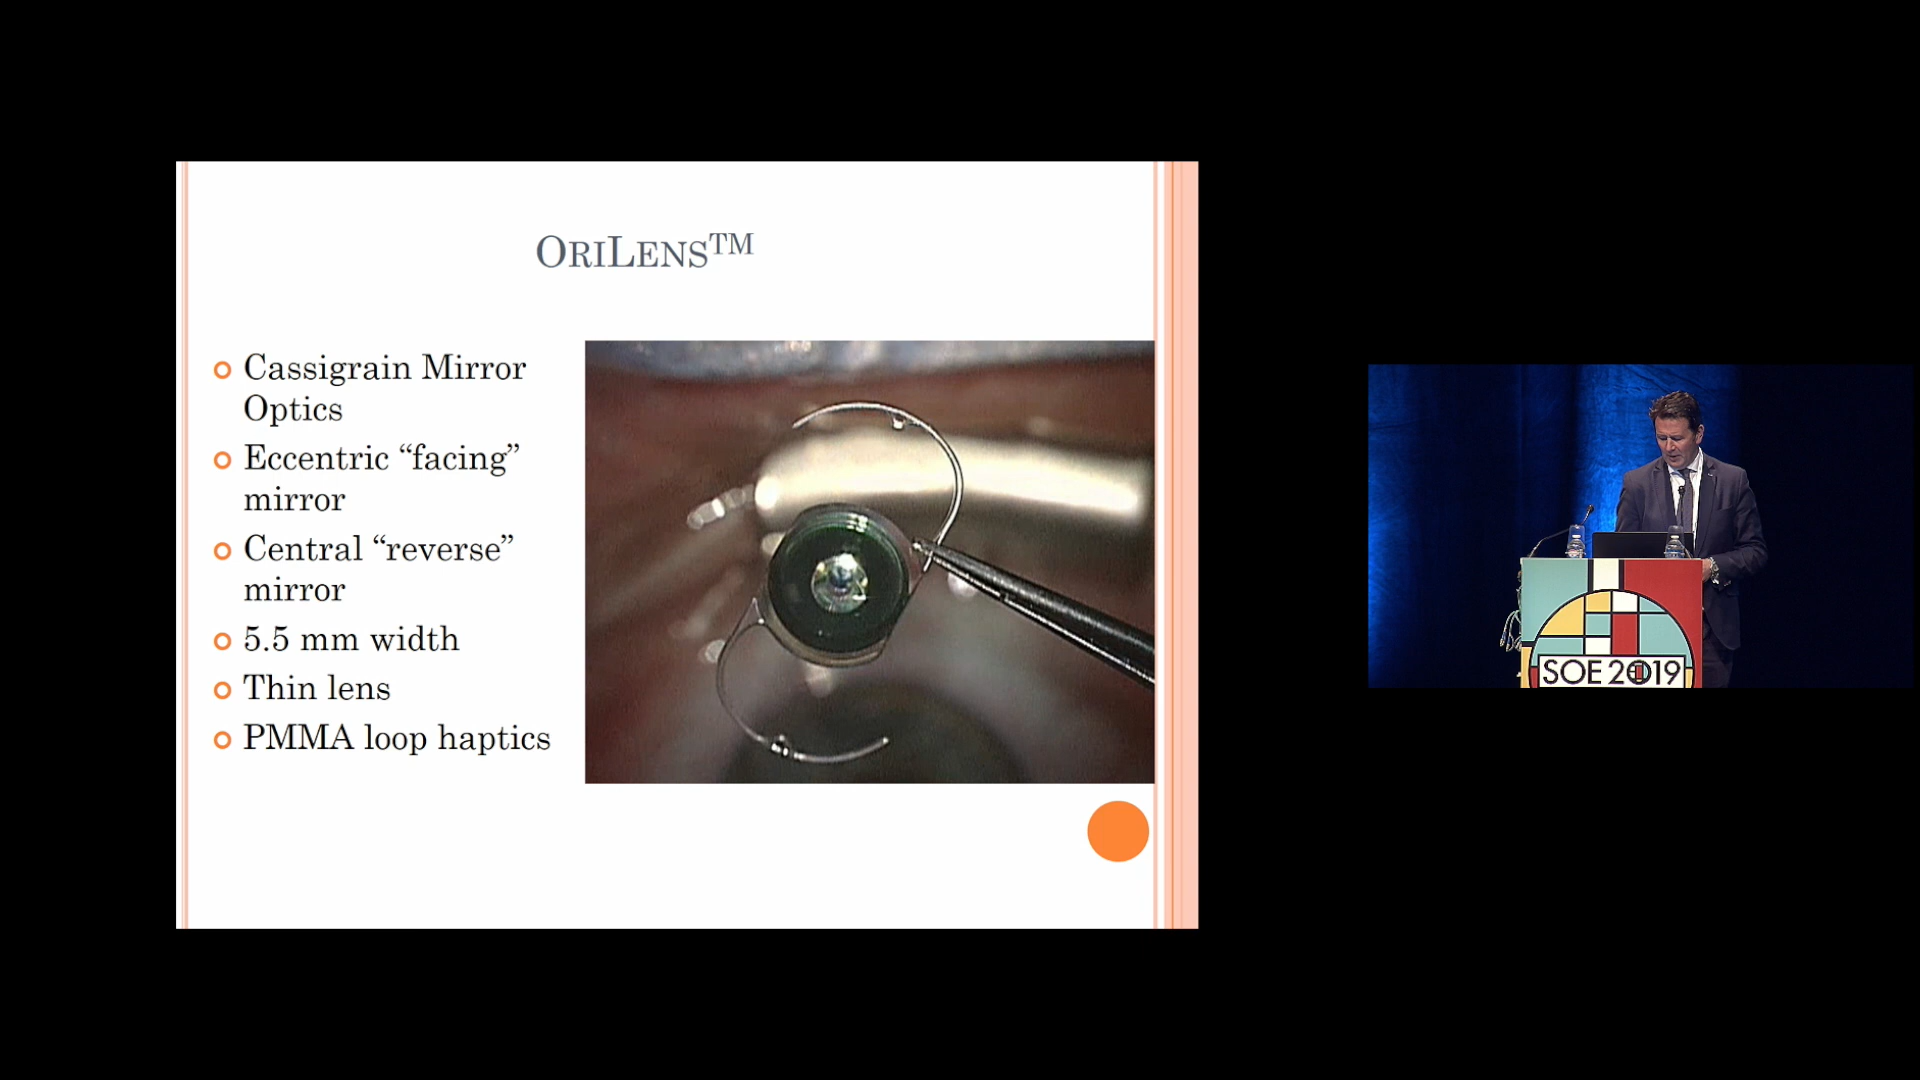 ORILENS™
Cassigrain Mirror
Optics
Eccentric “facing”
mirror
Central “reverse”
mirror
5.5 mm width
Thin lens
PMMA loop haptics
SOE 2019